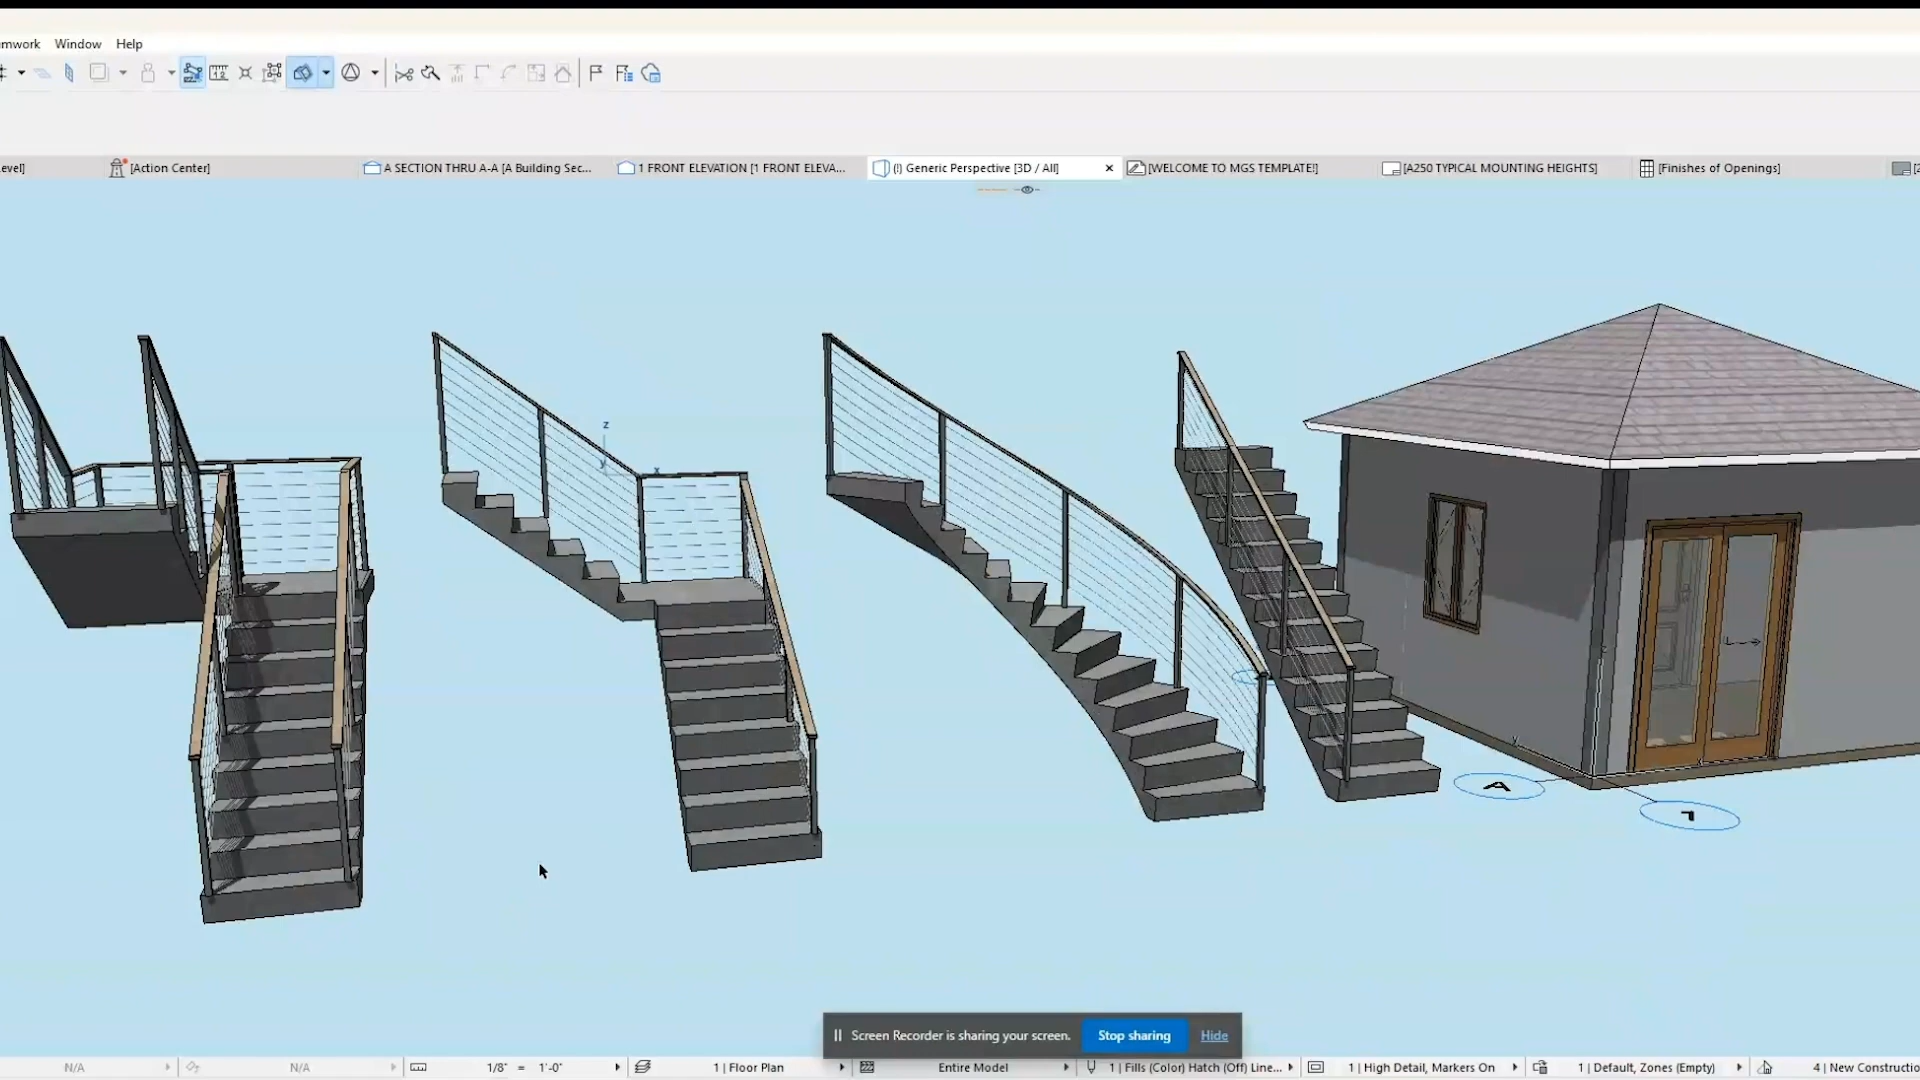 mwork Window Help
evel]
[Action Center]
A SECTION THRU A-A [A Building Sec...
1 FRONT ELEVATION [1 FRONT ELEVA...
(!) Generic Perspective [3D / All]
[WELCOME TO MGS TEMPLATE!]
[A250 TYPICAL MOUNTING HEIGHTS]
[Finishes of Openings]
z
y
x
A
Screen Recorder is sharing your screen. Stop sharing Hide
N/A
N/A
1/8" = 1'-0"
1 | Floor Plan
Entire Model
1 | Fills (Color) Hatch (Off) Line...
1 | High Detail, Markers On
1 | Default, Zones (Empty)
4 | New Constructio